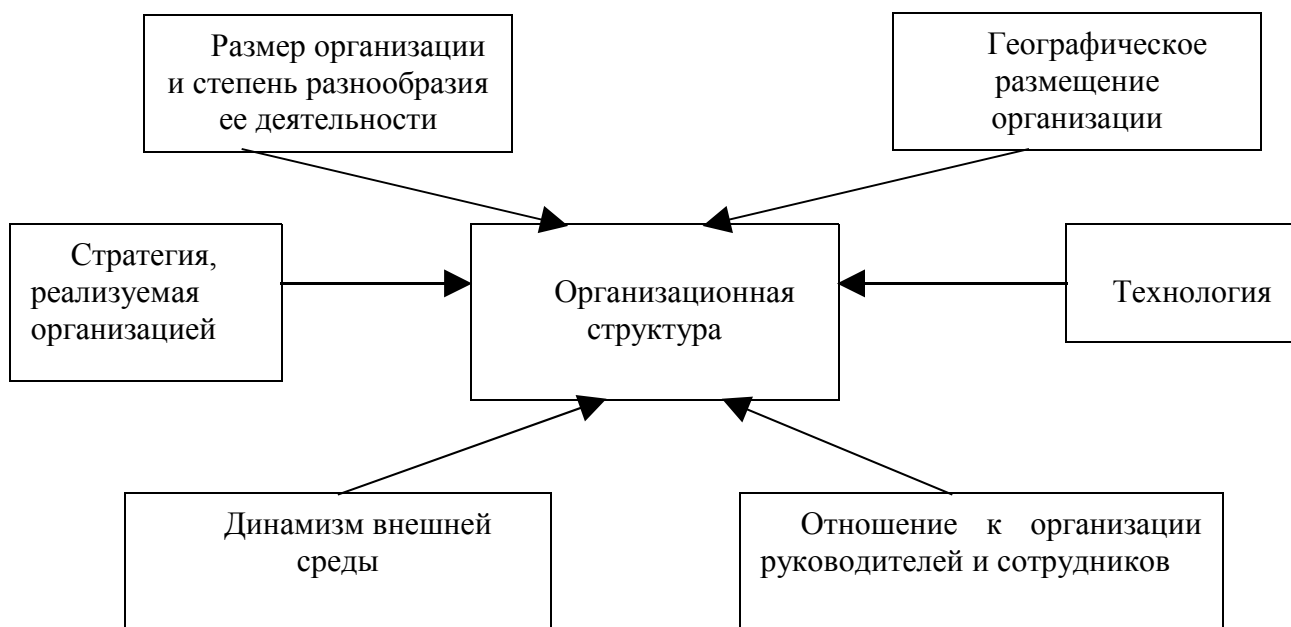 Размер организации
и степень разнообразия
ее деятельности
Географическое
размещение
организации
Стратегия,
реализуемая
организацией
Организационная
структура
Технология
Динамизм внешней
среды
Отношение к организации
руководителей и сотрудников